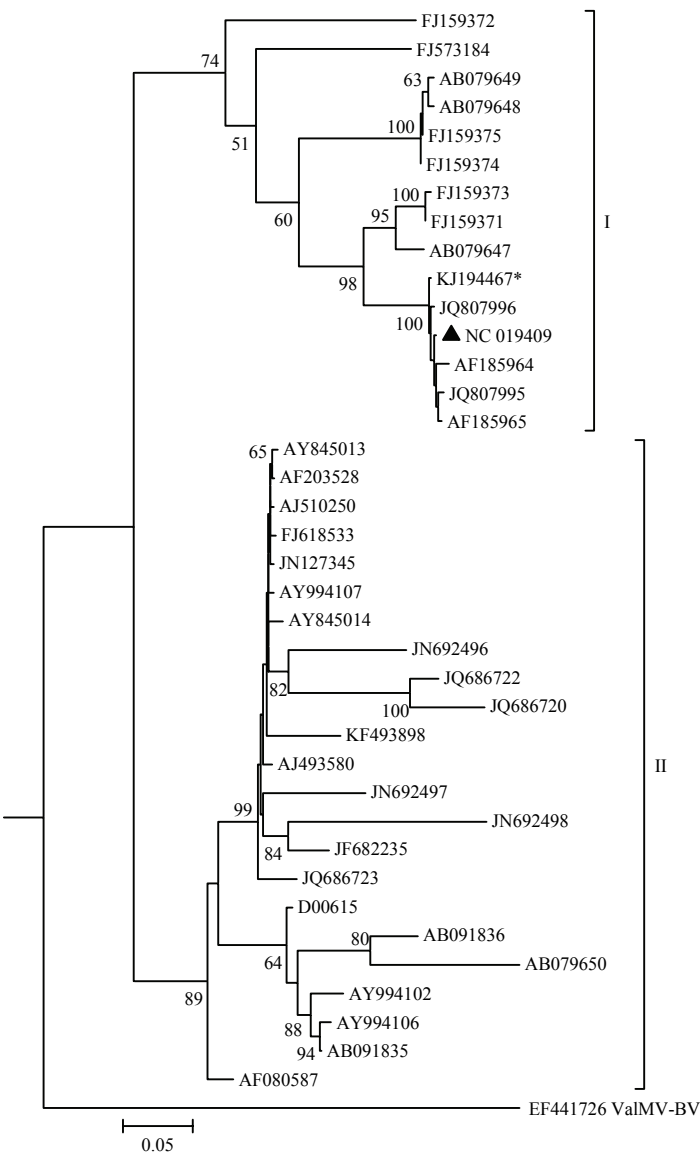 FJ159372
74
FJ573184
63
AB079649
AB079648
100
FJ159375
51
FJ159374
100
FJ159373
95
60
FJ159371
I
AB079647
98
KJ194467*
JQ807996
100
NC 019409
AF185964
JQ807995
AF185965
65
AY845013
AF203528
AJ510250
FJ618533
JN127345
AY994107
AY845014
JN692496
82
JQ686722
100
JQ686720
KF493898
AJ493580
II
JN692497
99
JN692498
84
JF682235
JQ686723
D00615
80
AB091836
64
AB079650
89
AY994102
88
AY994106
94
AB091835
AF080587
EF441726 ValMV-BV
0.05